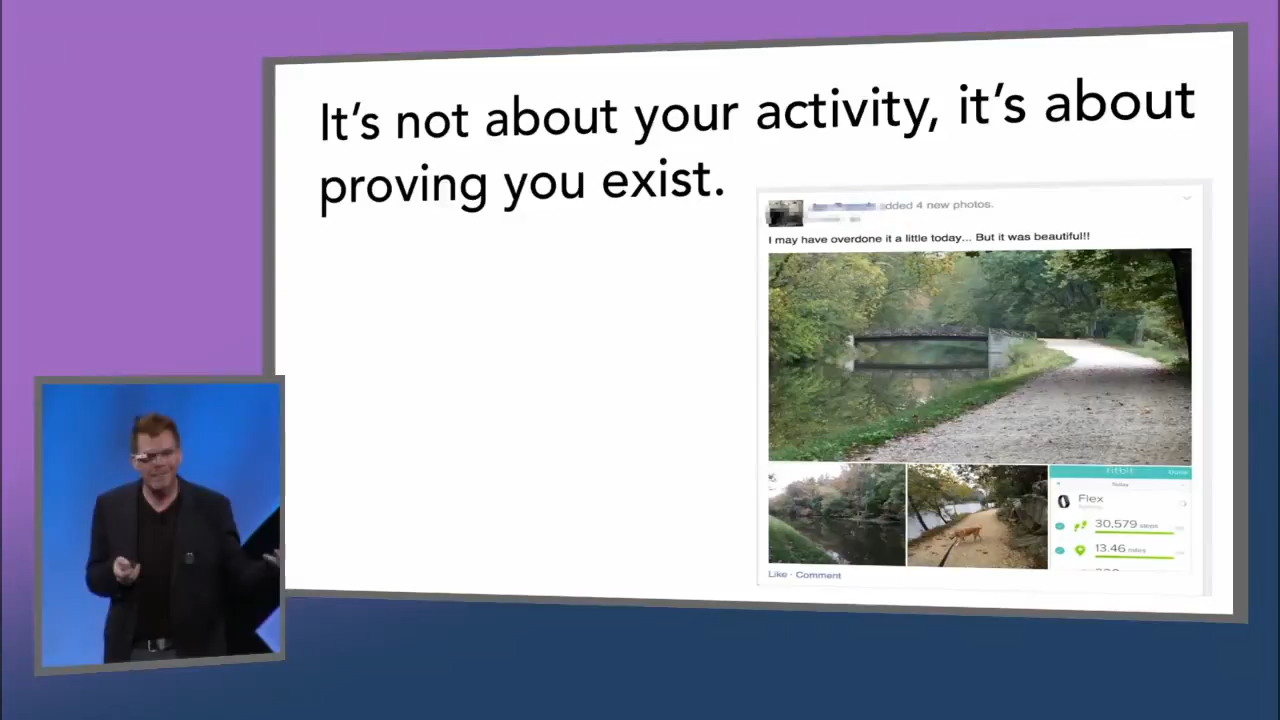 It's not about your activity, it's about
proving you exist.
added 4 new photos.
I may have overdone it a little today... But it was beautiful!!
fitbit
Today
Flex
30,579 steps
13.46 miles
Like · Comment